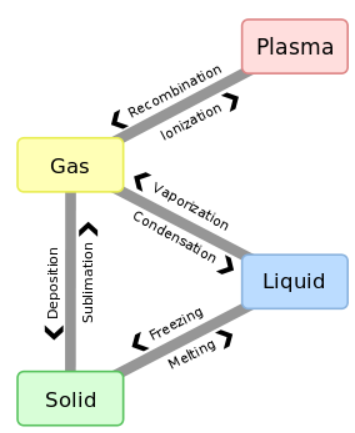 Plasma
Recombination
Ionization
Gas
Vaporization
Condensation
Deposition
Sublimation
Liquid
Freezing
Melting
Solid